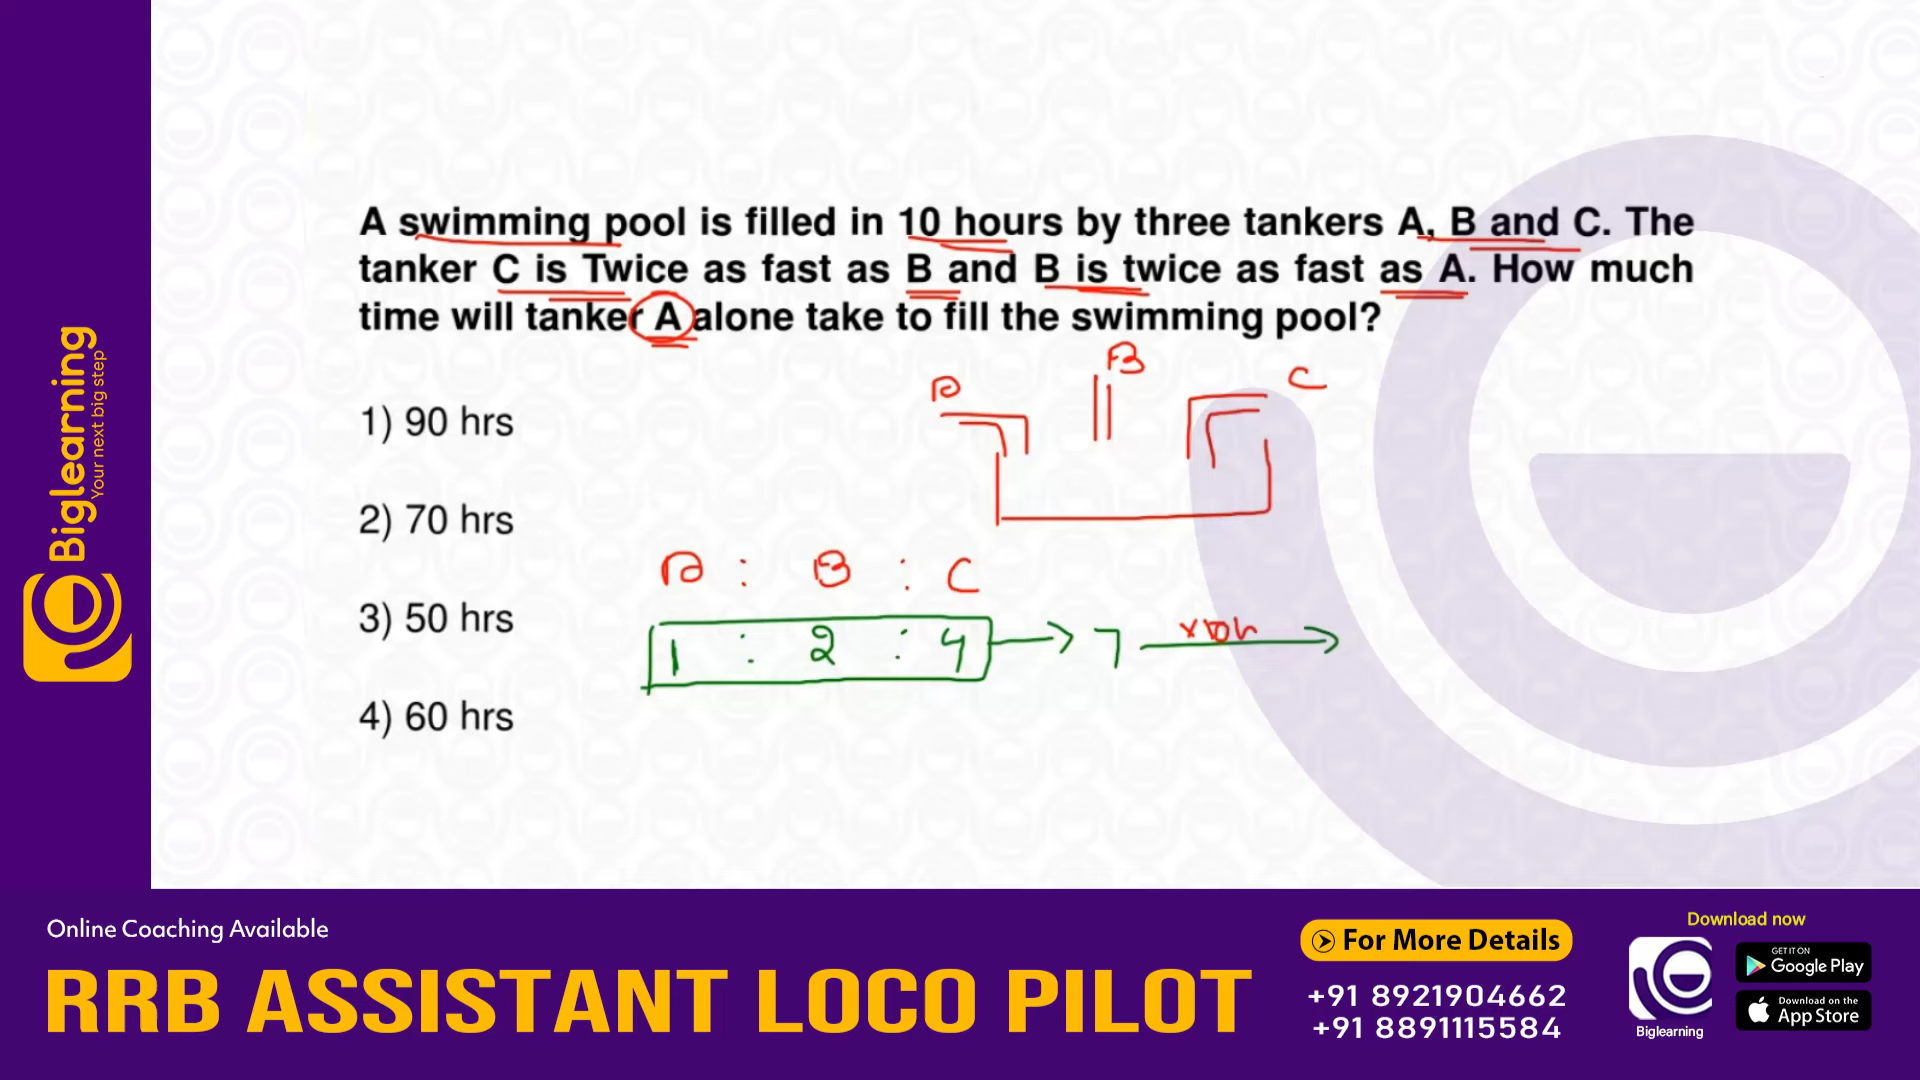 A swimming pool is filled in 10 hours by three tankers A, B and C. The
tanker C is Twice as fast as B and B is twice as fast as A. How much
time will tanker A alone take to fill the swimming pool?
A B C
1) 90 hrs
2) 70 hrs
A : B : C
3) 50 hrs
1 : 2 : 4 → 7 x10h →
4) 60 hrs
Biglearning
Your next big step
Online Coaching Available
RRB ASSISTANT LOCO PILOT
For More Details
+91 8921904662
+91 8891115584
Download now
Biglearning
GET IT ON
Google Play
Download on the
App Store